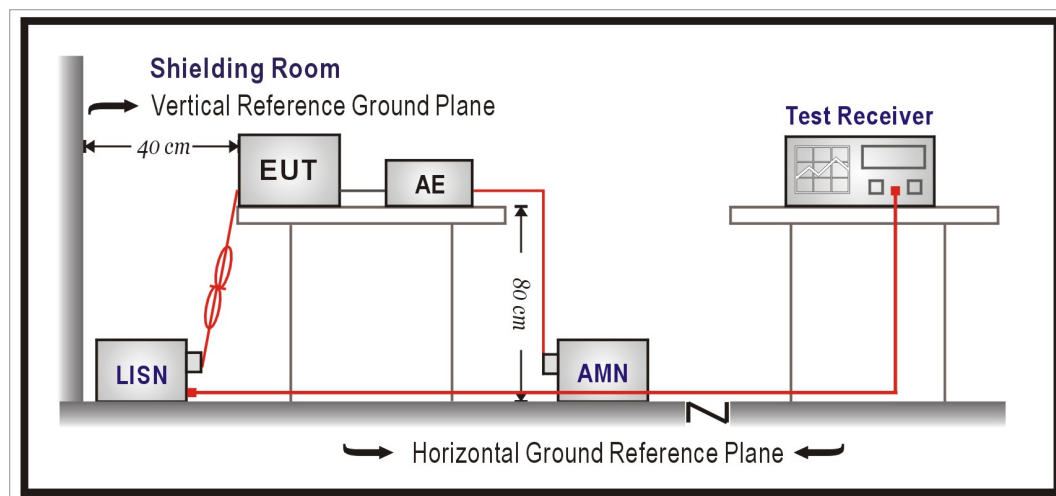 Shielding Room
Vertical Reference Ground Plane
Test Receiver
40 cm
EUT
AE
80 cm
LISN
AMN
Horizontal Ground Reference Plane